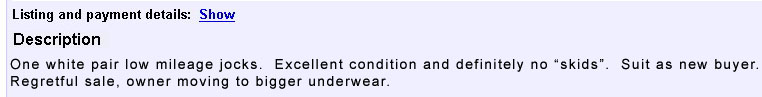 Listing and payment details: Show
Description
One white pair low mileage jocks. Excellent condition and definitely no “skids”. Suit as new buyer.
Regretful sale, owner moving to bigger underwear.